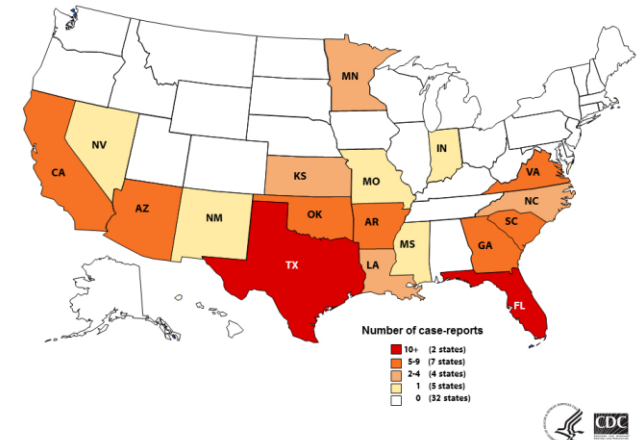 MN
NV
IN
CA
KS
MO
VA
NC
AZ
NM
OK
AR
SC
MS
GA
TX
LA
FL
Number of case-reports
10+ (2 states)
5-9 (7 states)
2-4 (4 states)
1 (5 states)
0 (32 states)
CDC